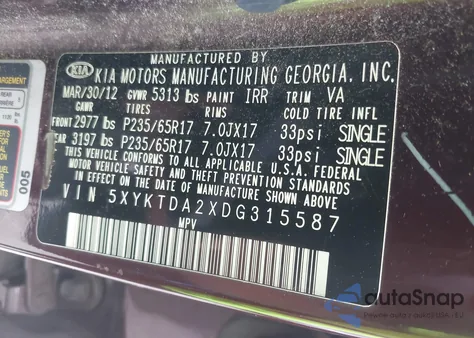 MANUFACTURED BY
KIA KIA MOTORS MANUFACTURING GEORGIA, INC.
MAR/30/12 GVWR 5313 lbs PAINT IRR TRIM VA
GAWR TIRES RIMS COLD TIRE INFL
FRONT 2977 lbs P235/65R17 7.0JX17 33psi SINGLE
REAR 3197 lbs P235/65R17 7.0JX17 33psi SINGLE
THIS VEHICLE CONFORMS TO ALL APPLICABLE U.S.A FEDERAL
MOTOR VEHICLE SAFETY AND THEFT PREVENTION STANDARDS IN
EFFECT ON THE DATE OF MANUFACTURE SHOWN ABOVE.
VIN 5XYKTDA2XDG315587
MPV
005
autaSnap